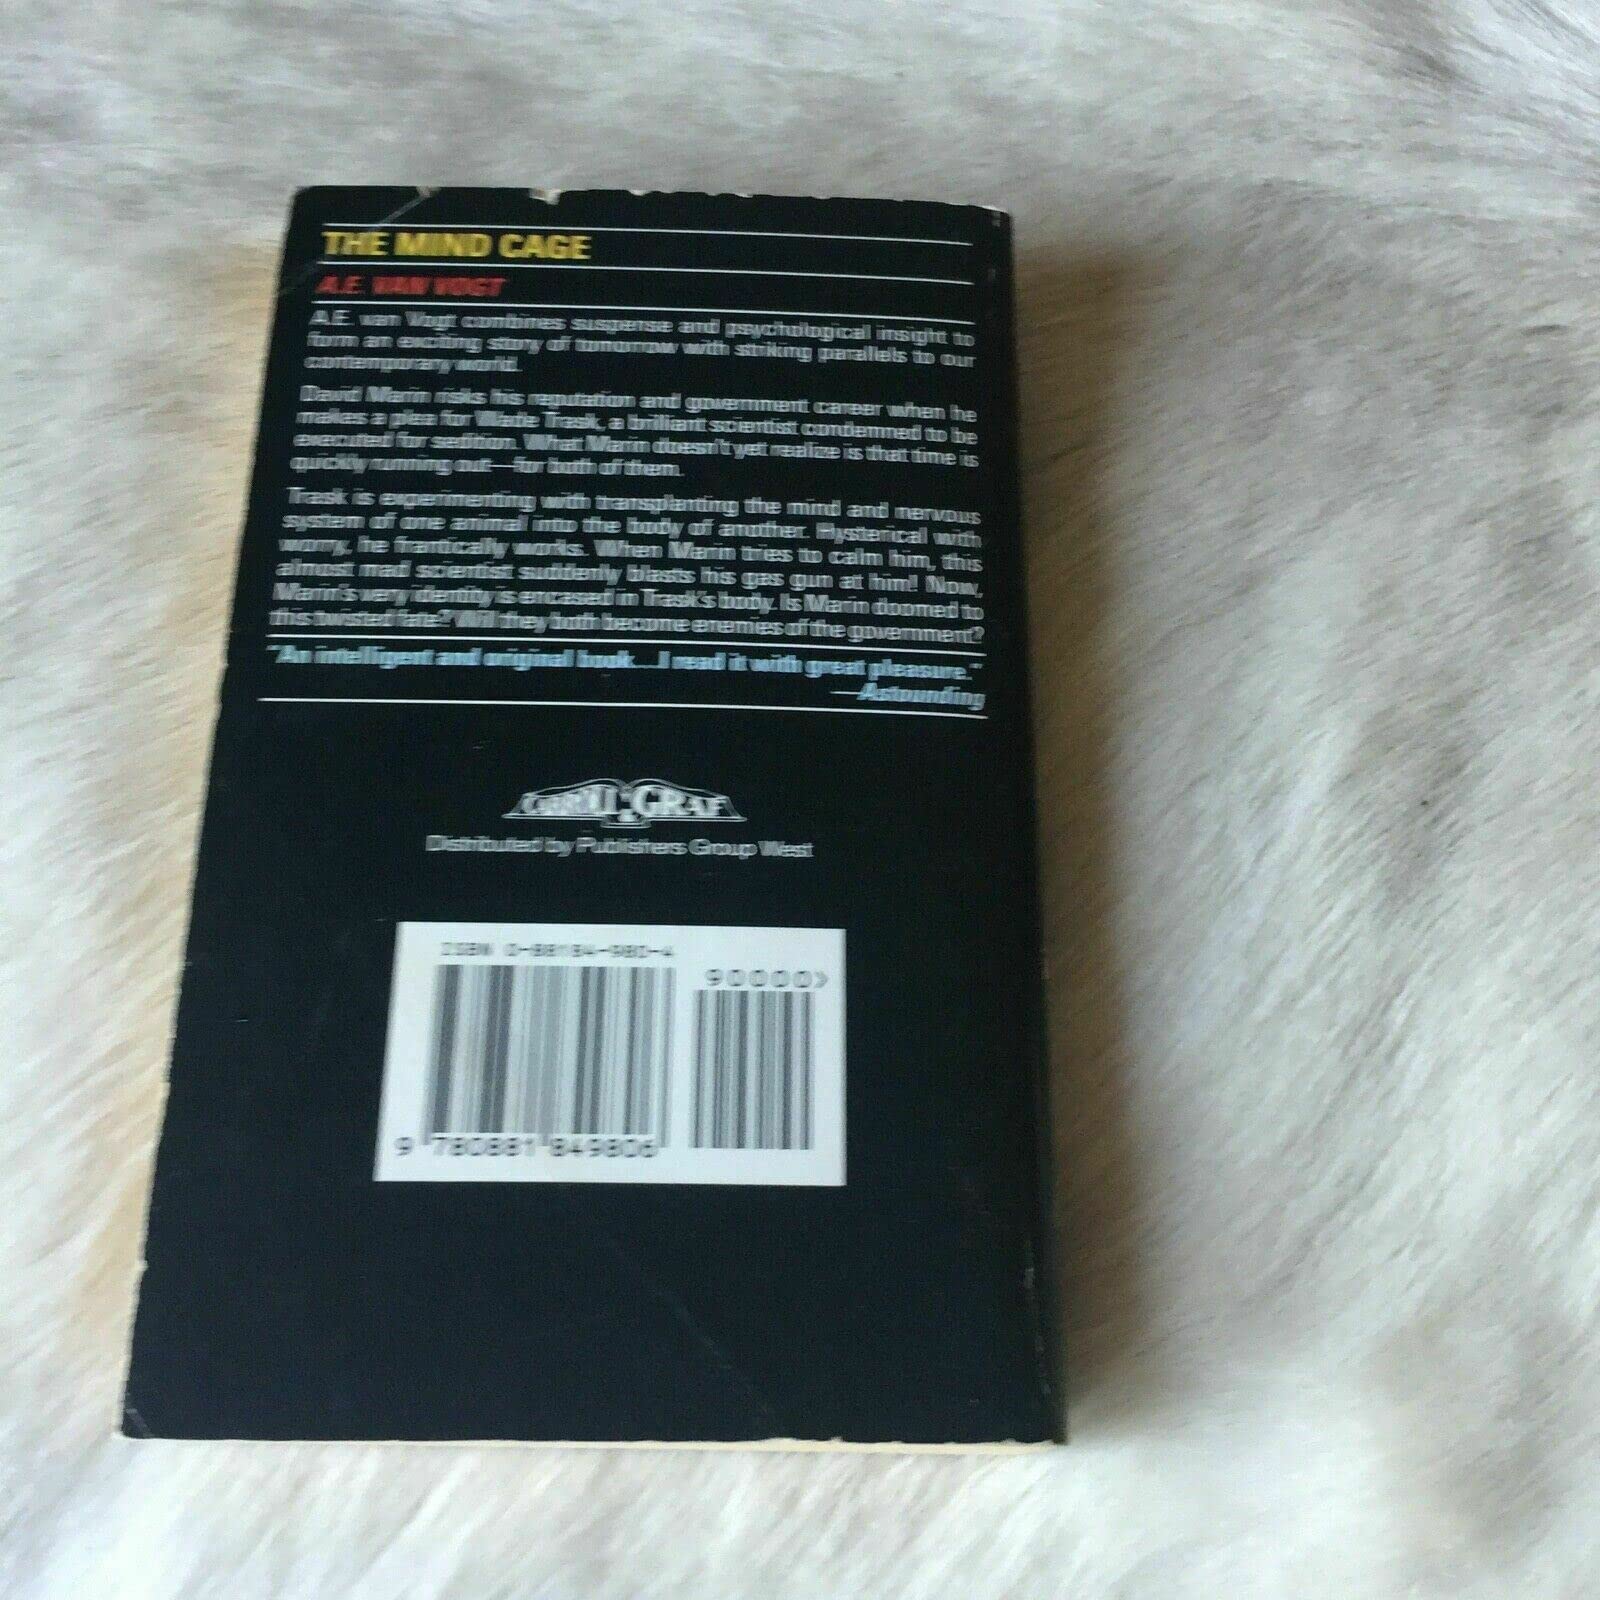 THE MIND CAGE
A.E. VAN VOGT
A.E. van Vogt combines suspense and psychological insight to
form an exciting story of tomorrow with striking parallels to our
contemporary world.
David Marin risks his reputation and government career when he
makes a plea for Wade Trask, a brilliant scientist condemned to be
executed for sedition. What Marin doesn't yet realize is that time is
quickly running out—for both of them.
Trask is experimenting with transplanting the mind and nervous
system of one animal into the body of another. Hysterical with
worry, he frantically works. When Marin tries to calm him, this
almost mad scientist suddenly blasts his gas gun at him! Now,
Marin's very identity is encased in Trask's body. Is Marin doomed to
this twisted fate? Will they both become enemies of the government?
"An intelligent and original book...I read it with great pleasure."
—Astounding
CARROLL & GRAF
Distributed by Publishers Group West
ISBN 0-88184-980-4
90000>
9 780881 849806